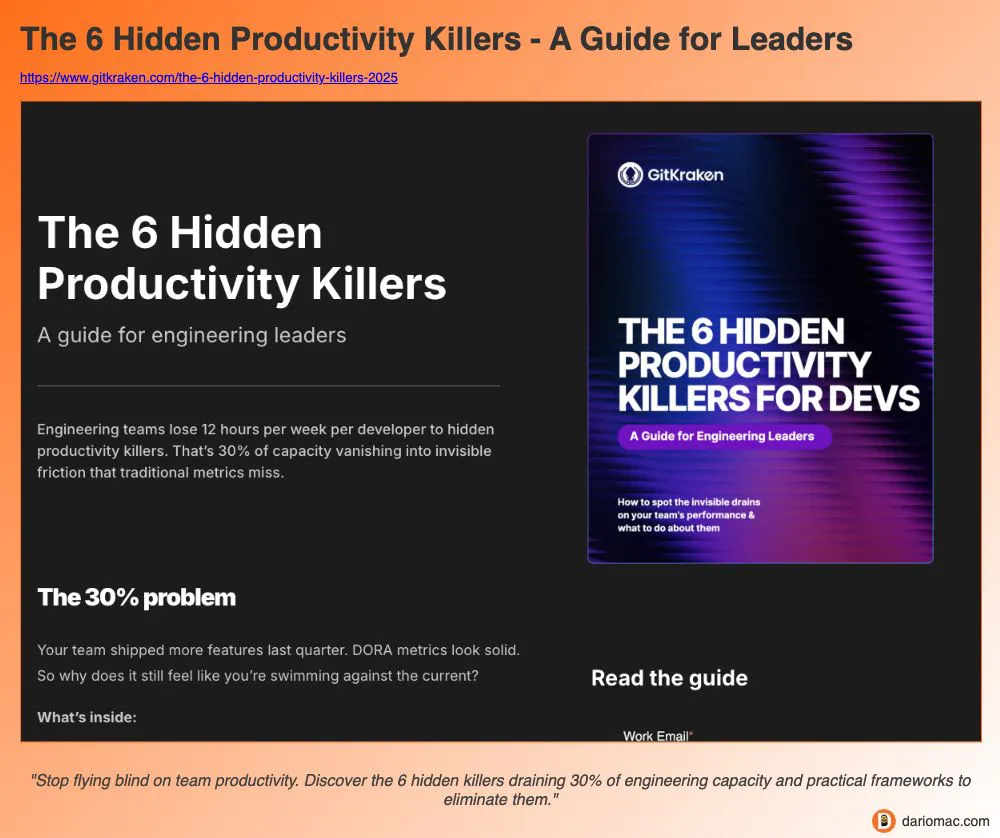 The 6 Hidden Productivity Killers - A Guide for Leaders
https://www.gitkraken.com/the-6-hidden-productivity-killers-2025
The 6 Hidden
Productivity Killers
A guide for engineering leaders
Engineering teams lose 12 hours per week per developer to hidden
productivity killers. That’s 30% of capacity vanishing into invisible
friction that traditional metrics miss.
The 30% problem
Your team shipped more features last quarter. DORA metrics look solid.
So why does it still feel like you’re swimming against the current?
What’s inside:
GitKraken
THE 6 HIDDEN
PRODUCTIVITY
KILLERS FOR DEVS
A Guide for Engineering Leaders
How to spot the invisible drains
on your team's performance &
what to do about them
Read the guide
Work Email*
"Stop flying blind on team productivity. Discover the 6 hidden killers draining 30% of engineering capacity and practical frameworks to
eliminate them."
dariomac.com